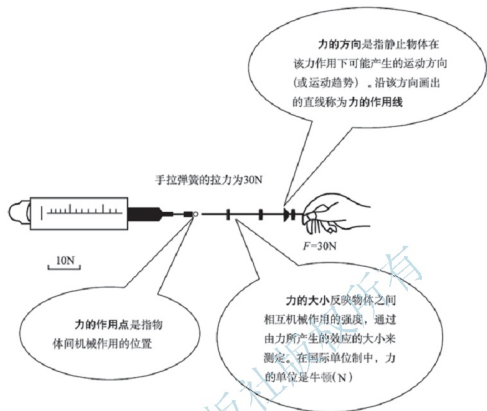 力的方向是指静止物体在
该力作用下可能产生的运动方向
(或运动趋势)。沿该方向画出
的直线称为力的作用线
手拉弹簧的拉力为30N
F=30N
10N
力的作用点是指物
体间机械作用的位置
力的大小反映物体之间
相互机械作用的强度，通过
由力所产生的效应的大小来
测定。在国际单位制中，力
的单位是牛顿(N)
版社版权所有